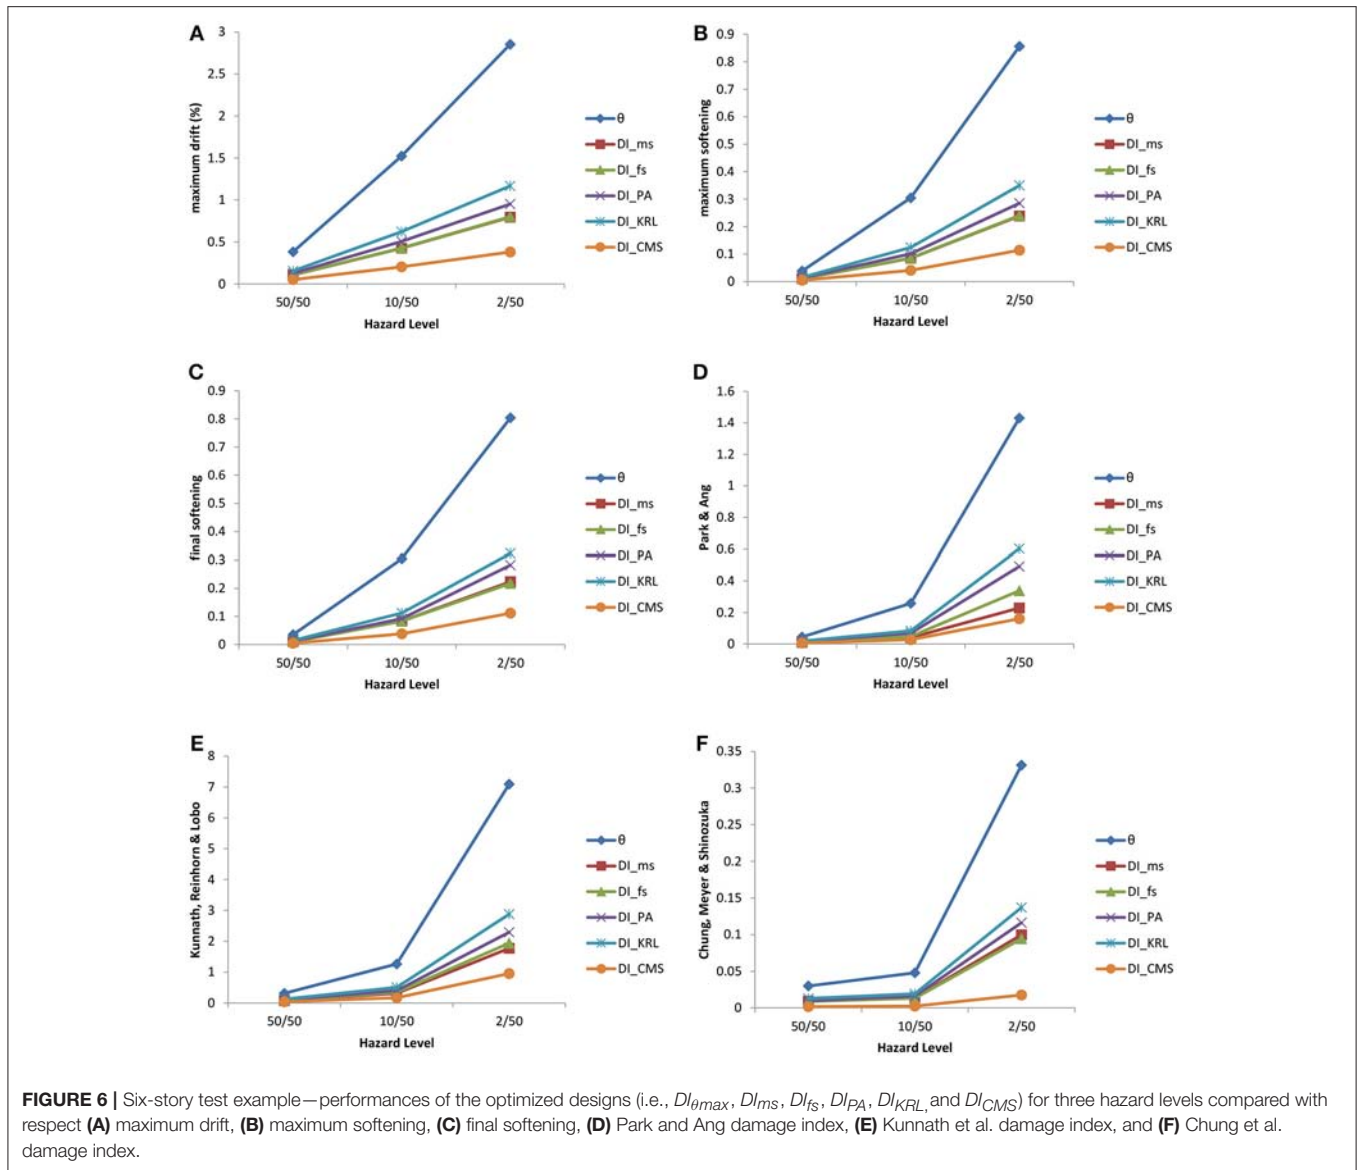 A
maximum drift (%)
3
2.5
2
1.5
1
0.5
0
50/50 10/50 2/50
Hazard Level
θ
DI_ms
DI_fs
DI_PA
DI_KRL
DI_CMS
B
maximum softening
0.9
0.8
0.7
0.6
0.5
0.4
0.3
0.2
0.1
0
50/50 10/50 2/50
Hazard Level
θ
DI_ms
DI_fs
DI_PA
DI_KRL
DI_CMS
C
final softening
0.9
0.8
0.7
0.6
0.5
0.4
0.3
0.2
0.1
0
50/50 10/50 2/50
Hazard Level
θ
DI_ms
DI_fs
DI_PA
DI_KRL
DI_CMS
D
Park & Ang
1.6
1.4
1.2
1
0.8
0.6
0.4
0.2
0
50/50 10/50 2/50
Hazard Level
θ
DI_ms
DI_fs
DI_PA
DI_KRL
DI_CMS
E
Kunnath, Reinhorn & Lobo
8
7
6
5
4
3
2
1
0
50/50 10/50 2/50
Hazard Level
θ
DI_ms
DI_fs
DI_PA
DI_KRL
DI_CMS
F
Chung, Meyer & Shinozuka
0.35
0.3
0.25
0.2
0.15
0.1
0.05
0
50/50 10/50 2/50
Hazard Level
θ
DI_ms
DI_fs
DI_PA
DI_KRL
DI_CMS
FIGURE 6 | Six-story test example—performances of the optimized designs (i.e., DIθmax, DIms, DIfs, DIPA, DIKRL, and DICMS) for three hazard levels compared with
respect (A) maximum drift, (B) maximum softening, (C) final softening, (D) Park and Ang damage index, (E) Kunnath et al. damage index, and (F) Chung et al.
damage index.